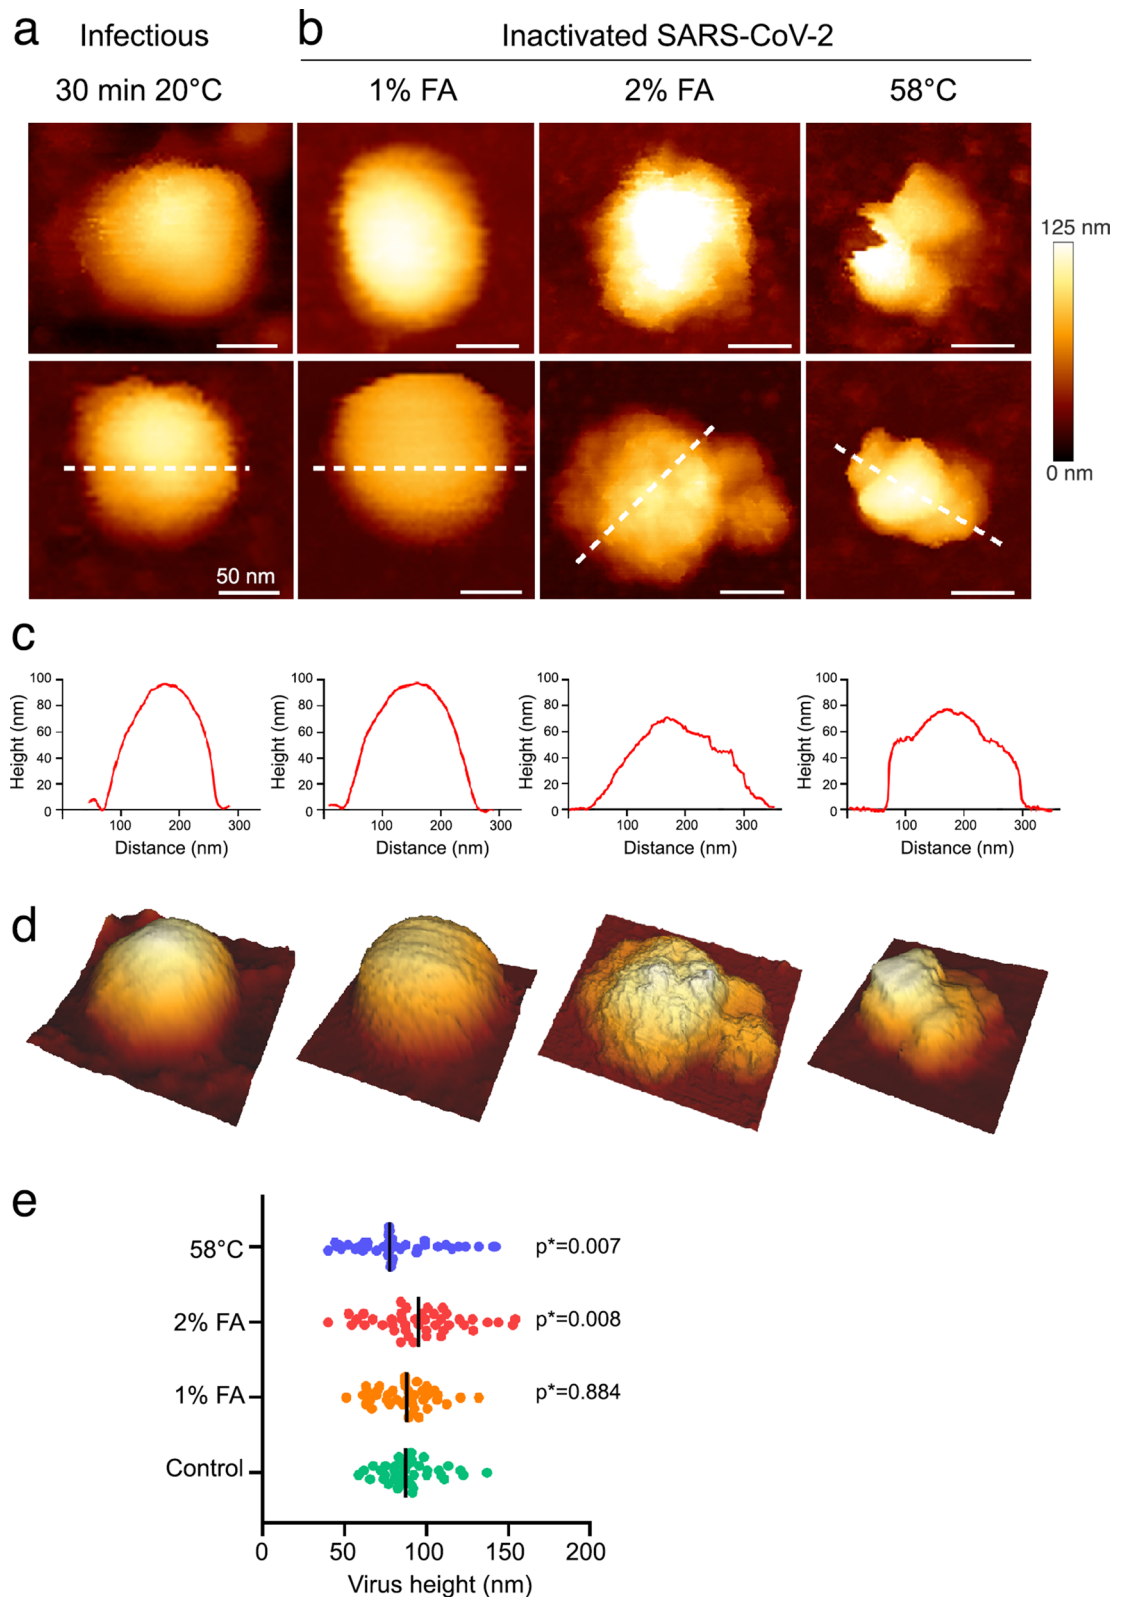 a Infectious b Inactivated SARS-CoV-2
30 min 20°C 1% FA 2% FA 58°C
125 nm
0 nm
50 nm
c
100 100 100 100
80 80 80 80
60 60 60 60
40 40 40 40
20 20 20 20
0 0 0 0
Height (nm) Height (nm) Height (nm) Height (nm)
100 200 300 100 200 300 100 200 300 100 200 300
Distance (nm) Distance (nm) Distance (nm) Distance (nm)
d
e
58°C p*=0.007
2% FA p*=0.008
1% FA p*=0.884
Control
0 50 100 150 200
Virus height (nm)